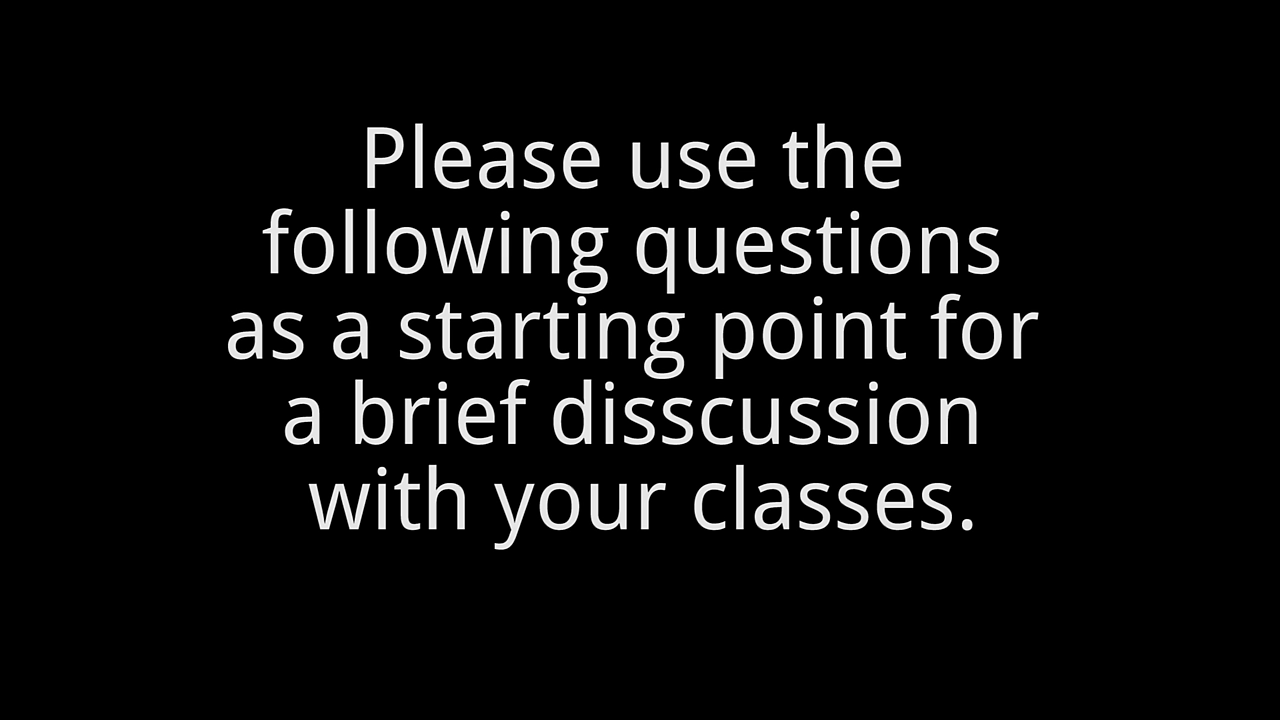 Please use the
following questions
as a starting point for
a brief disscussion
with your classes.